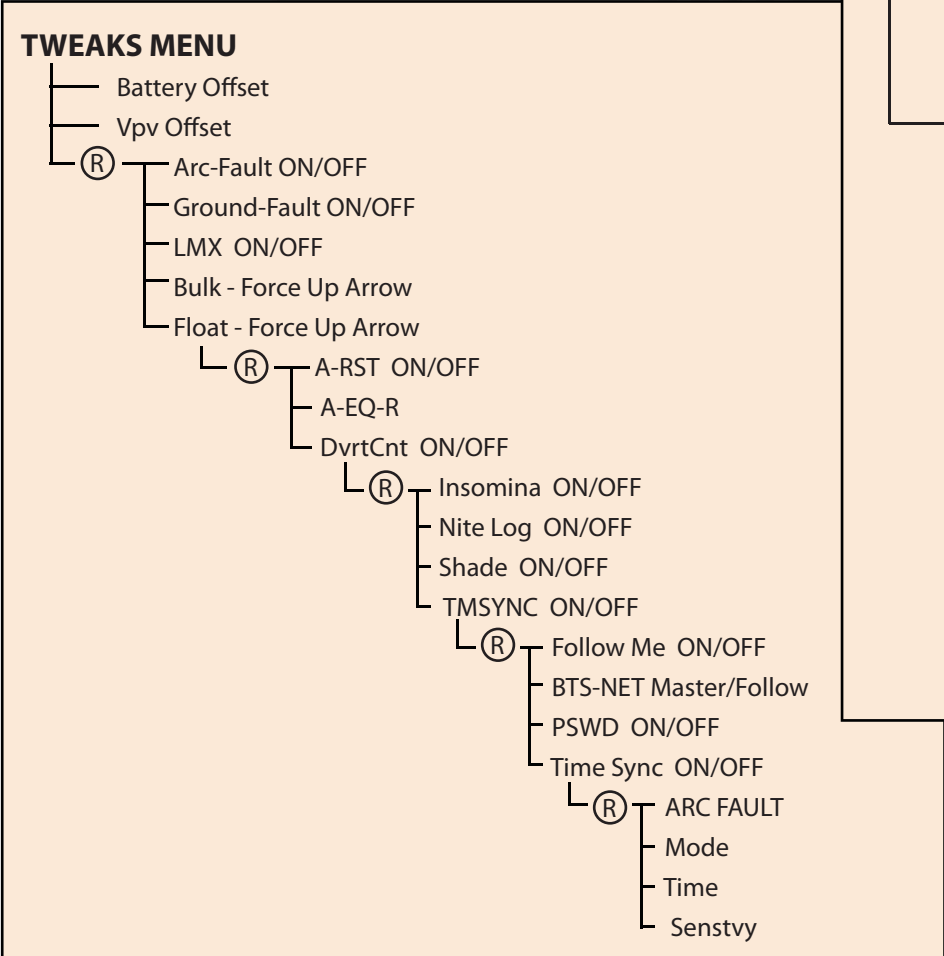 TWEAKS MENU
Battery Offset
Vpv Offset
R Arc-Fault ON/OFF
Ground-Fault ON/OFF
LMX ON/OFF
Bulk - Force Up Arrow
Float - Force Up Arrow
R A-RST ON/OFF
A-EQ-R
DvrtCnt ON/OFF
R Insomina ON/OFF
Nite Log ON/OFF
Shade ON/OFF
TMSYNC ON/OFF
R Follow Me ON/OFF
BTS-NET Master/Follow
PSWD ON/OFF
Time Sync ON/OFF
R ARC FAULT
Mode
Time
Senstvy